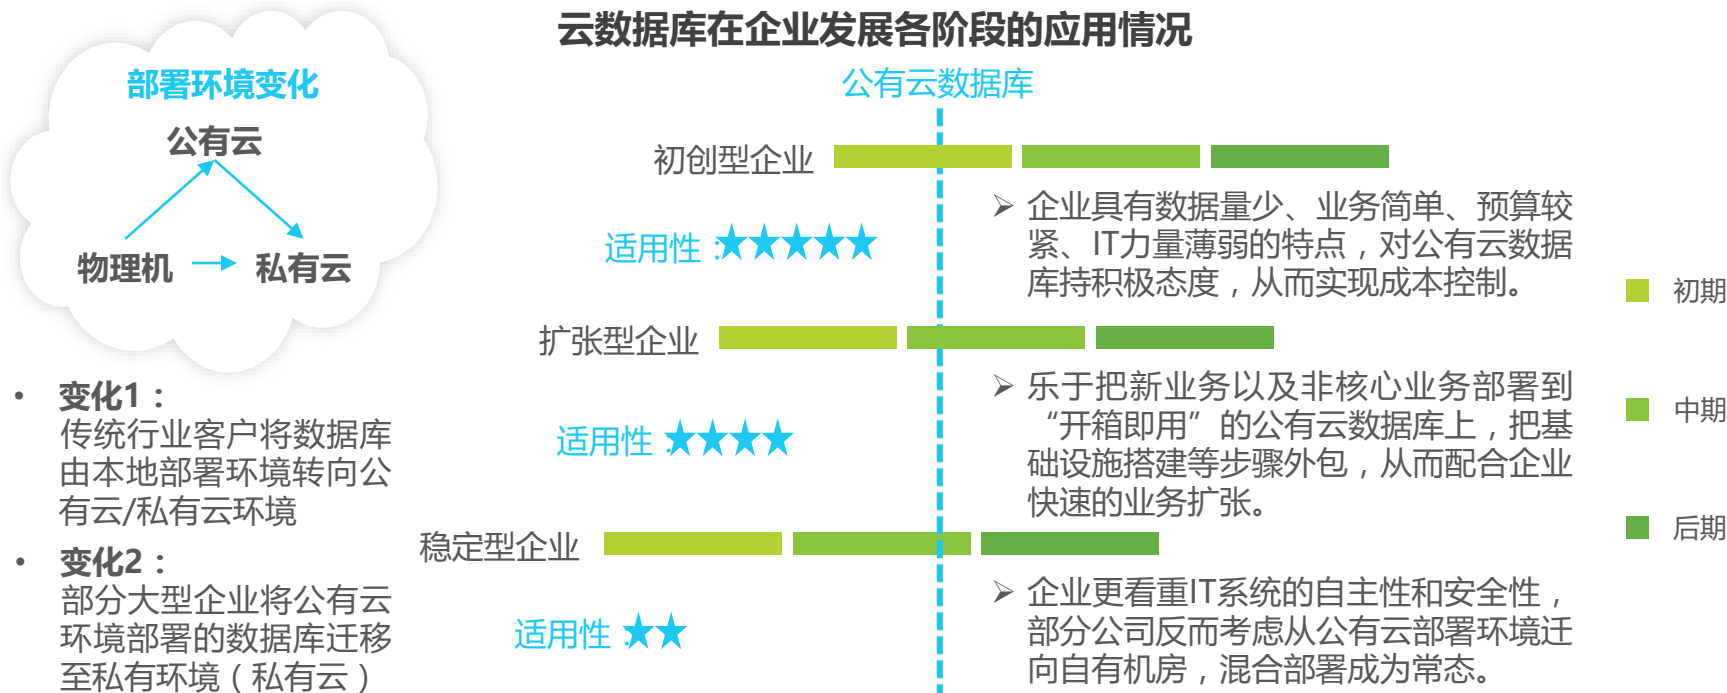 云数据库在企业发展各阶段的应用情况
部署环境变化
公有云
物理机
私有云
• 变化1：
传统行业客户将数据库
由本地部署环境转向公
有云/私有云环境
• 变化2：
部分大型企业将公有云
环境部署的数据库迁移
至私有环境（私有云）
公有云数据库
初创型企业
适用性：★★★★★
➢ 企业具有数据量少、业务简单、预算较
紧、IT力量薄弱的特点，对公有云数据
库持积极态度，从而实现成本控制。
扩张型企业
适用性：★★★★
➢ 乐于把新业务以及非核心业务部署到
“开箱即用”的公有云数据库上，把基
础设施搭建等步骤外包，从而配合企业
快速的业务扩张。
稳定型企业
适用性：★★
➢ 企业更看重IT系统的自主性和安全性，
部分公司反而考虑从公有云部署环境迁
向自有机房，混合部署成为常态。
初期
中期
后期